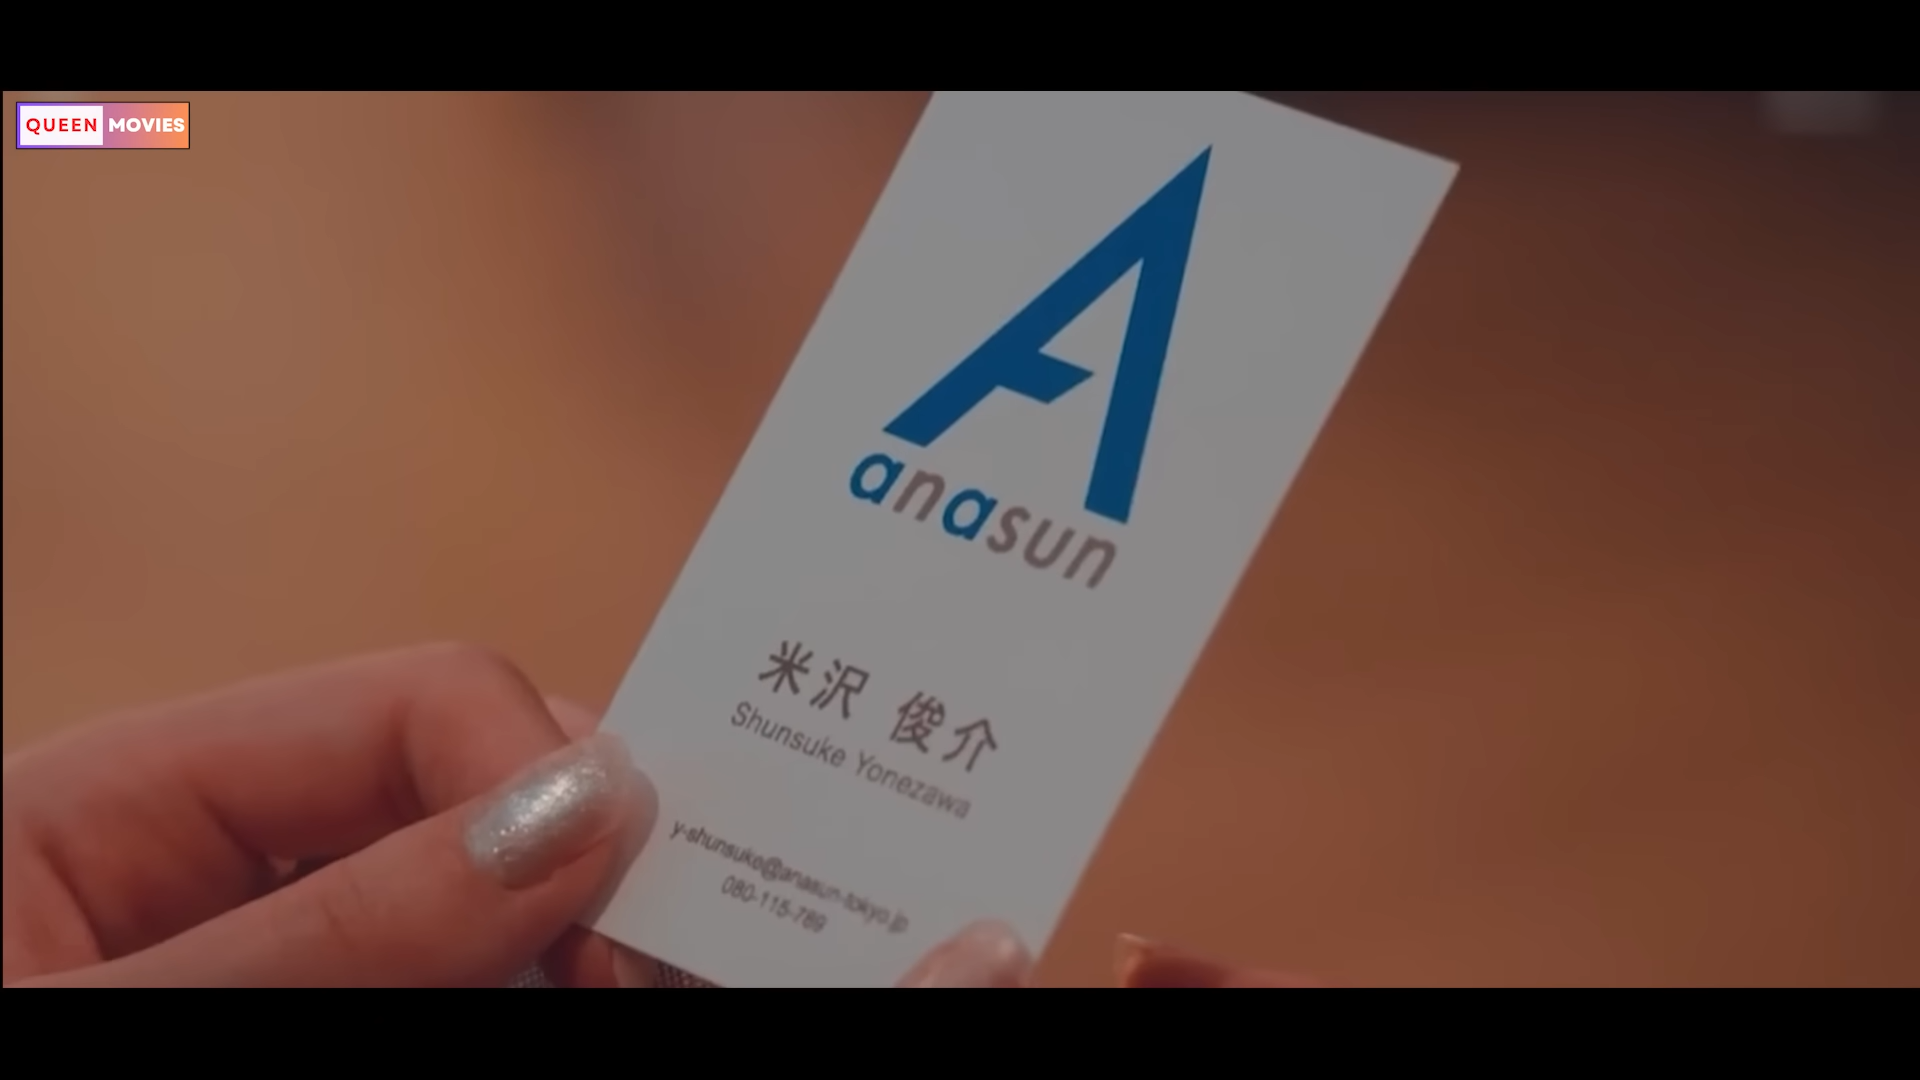 QUEEN MOVIES
A
anasun
米沢 俊介
Shunsuke Yonezawa
y-shunsuke@anasun-tokyo.jp
080-115-789